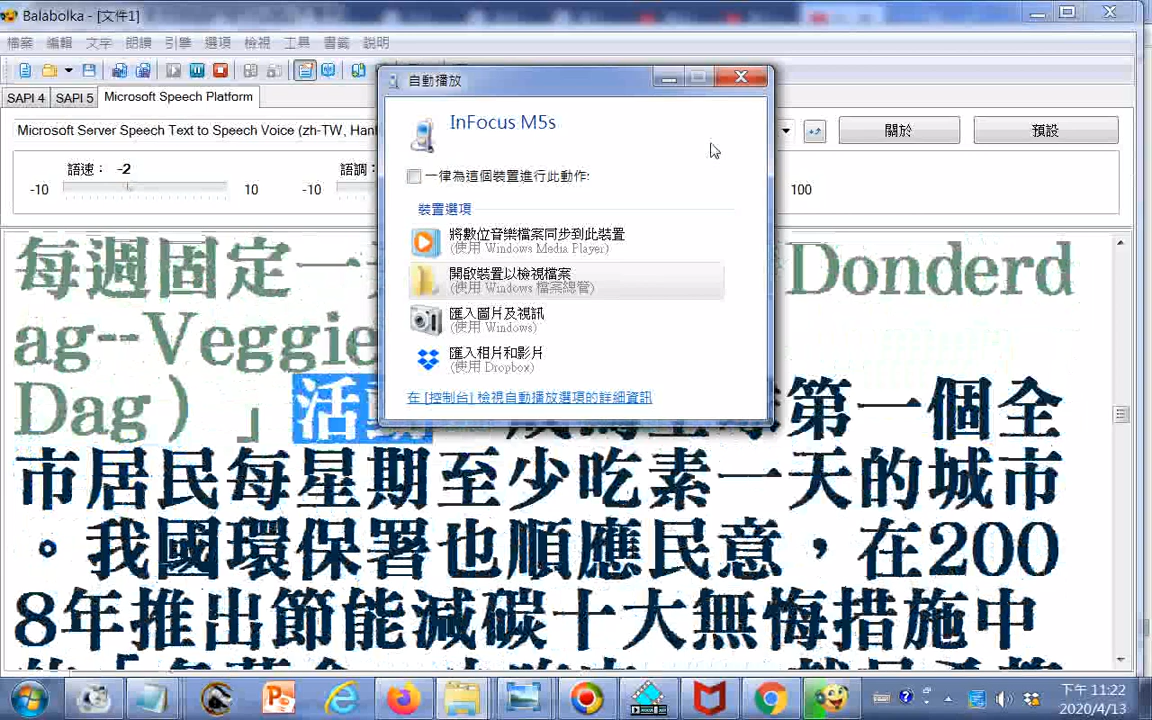 Balabolka - [文件1]
檔案 編輯 文字 朗讀 引擎 選項 檢視 工具 書籤 說明
SAPI 4 SAPI 5 Microsoft Speech Platform
Microsoft Server Speech Text to Speech Voice (zh-TW, Han
關於 預設
語速： -2 語調：
-10 10 -10 100
自動播放
InFocus M5s
一律為這個裝置進行此動作:
裝置選項
將數位音樂檔案同步到此裝置
(使用 Windows Media Player)
開啟裝置以檢視檔案
(使用 Windows 檔案總管)
匯入圖片及視訊
(使用 Windows)
匯入相片和影片
(使用 Dropbox)
在 [控制台] 檢視自動播放選項的詳細資訊
每週固定一 Donderd
ag--Veggie
Dag）」活動 第一個全
市居民每星期至少吃素一天的城市
。我國環保署也順應民意，在200
8年推出節能減碳十大無悔措施中
下午 11:22
2020/4/13